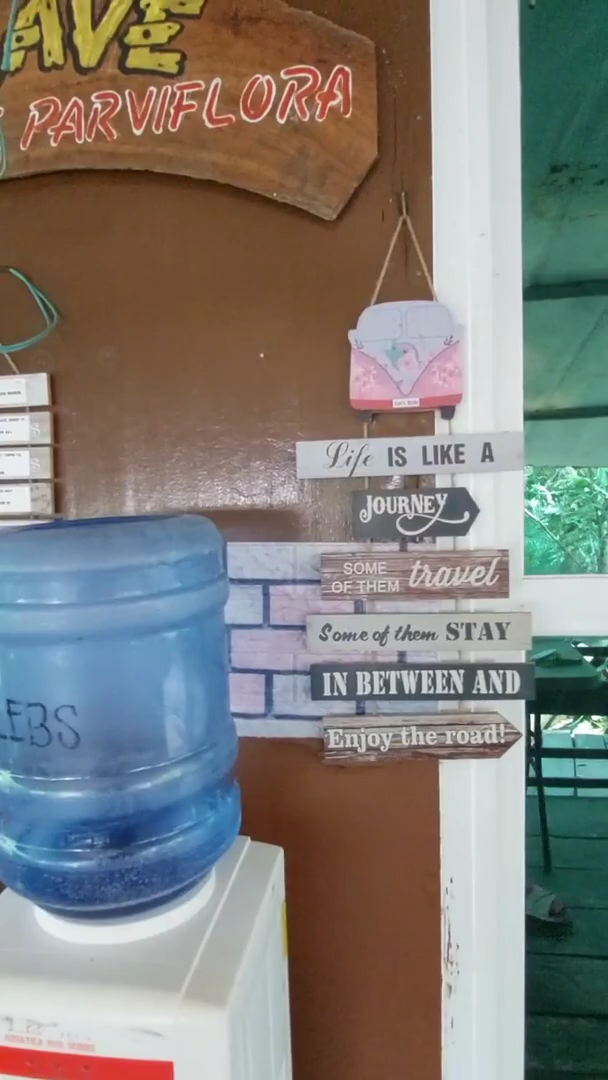 AVE
PARVIFLORA
Life IS LIKE A
JOURNEY
SOME
OF THEM travel
Some of them STAY
IN BETWEEN AND
Enjoy the road!
EBS